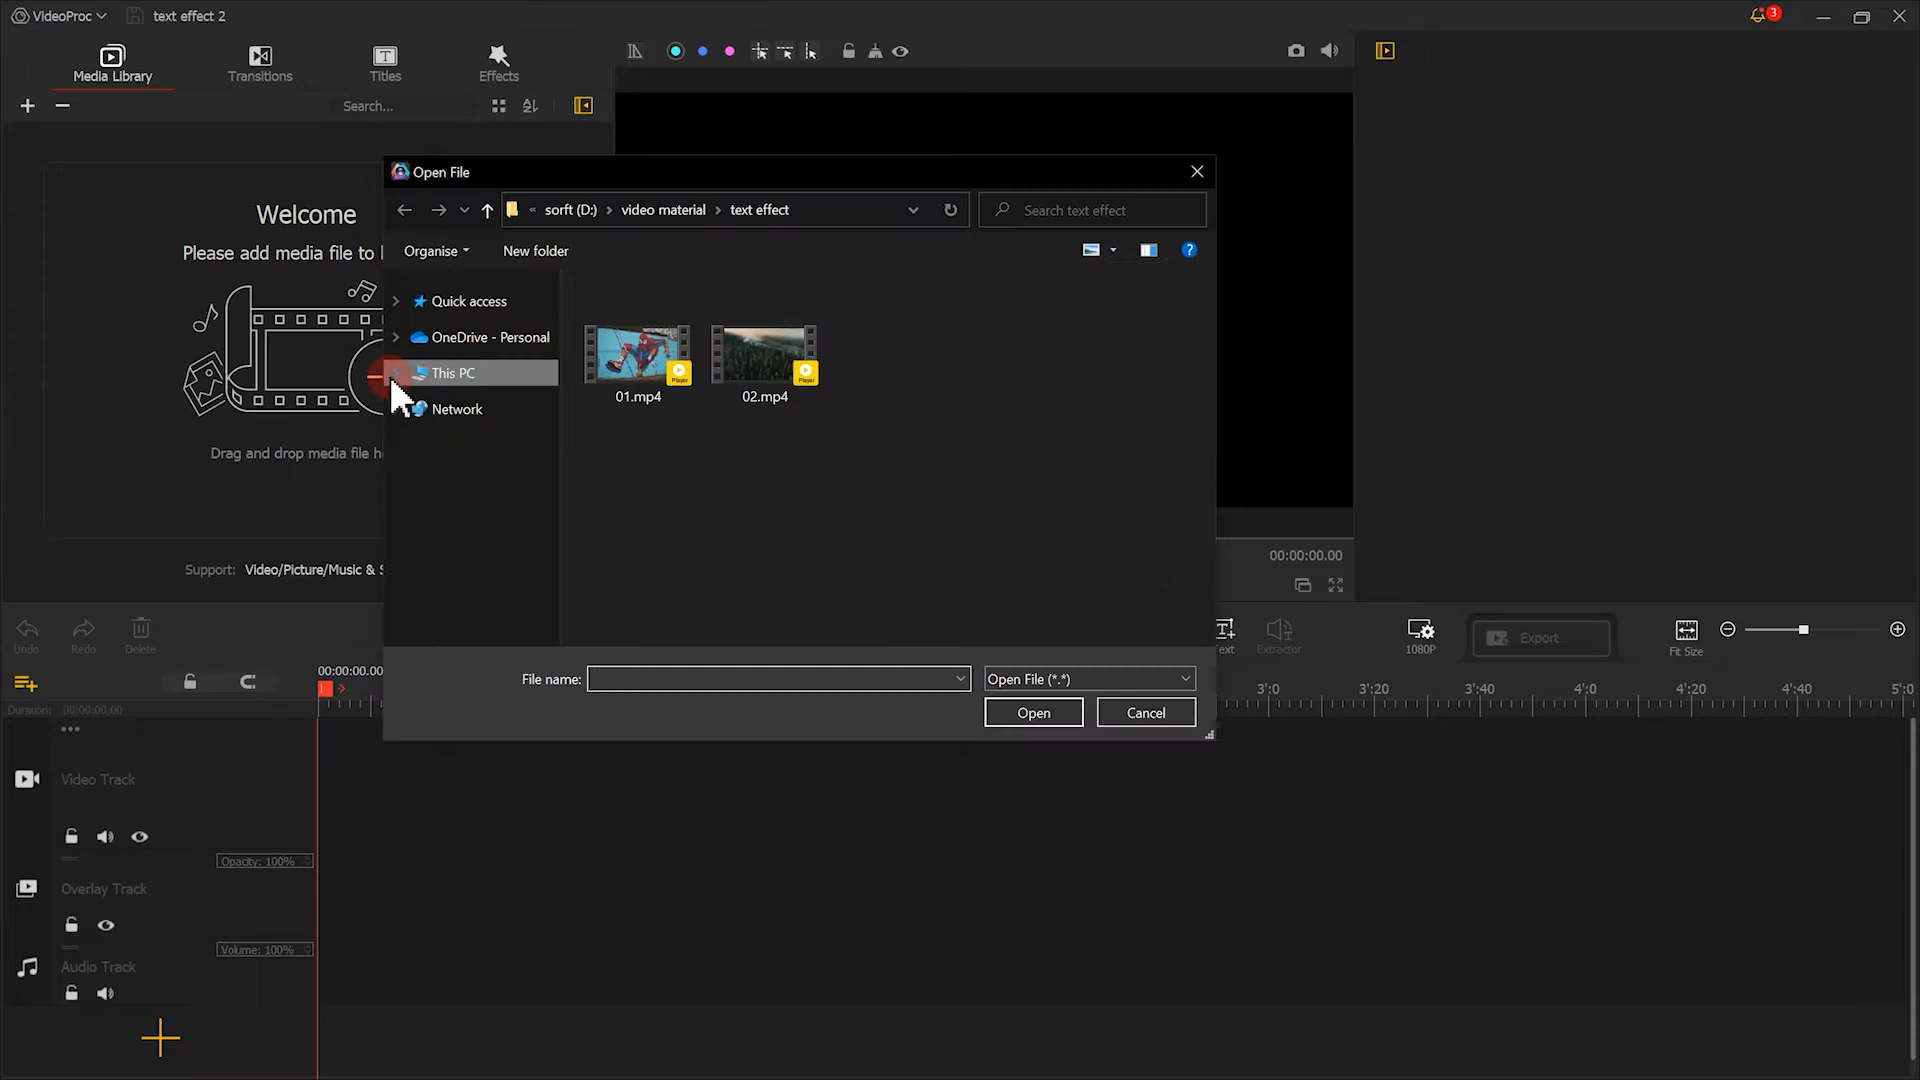 VideoProc
text effect 2
3
Media Library
Transitions
Titles
Effects
Search...
Welcome
Please add media file to
Drag and drop media file
Support: Video/Picture/Music & S
Open File
« sorft (D:) › video material › text effect
Search text effect
Organise
New folder
Quick access
OneDrive - Personal
This PC
Network
01.mp4
02.mp4
Player
Player
File name:
Open File (*.*)
Open
Cancel
00:00:00.00
Undo
Redo
Delete
ext
Extractor
1080P
Export
Fit Size
00:00:00.00
3':0
3':20
3':40
4':0
4':20
4':40
5':0
Duration: 00:00:00.00
Video Track
Opacity: 100%
Overlay Track
Volume: 100%
Audio Track